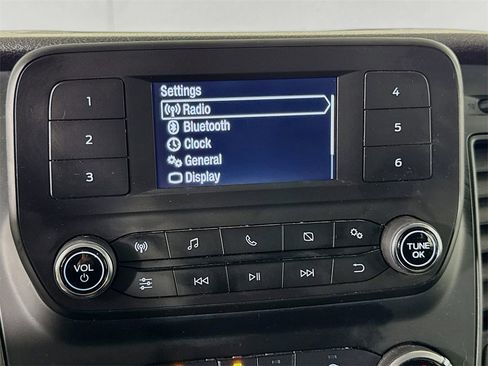 Settings
Radio
Bluetooth
Clock
General
Display
1
2
3
4
5
6
VOL
TUNE
OK